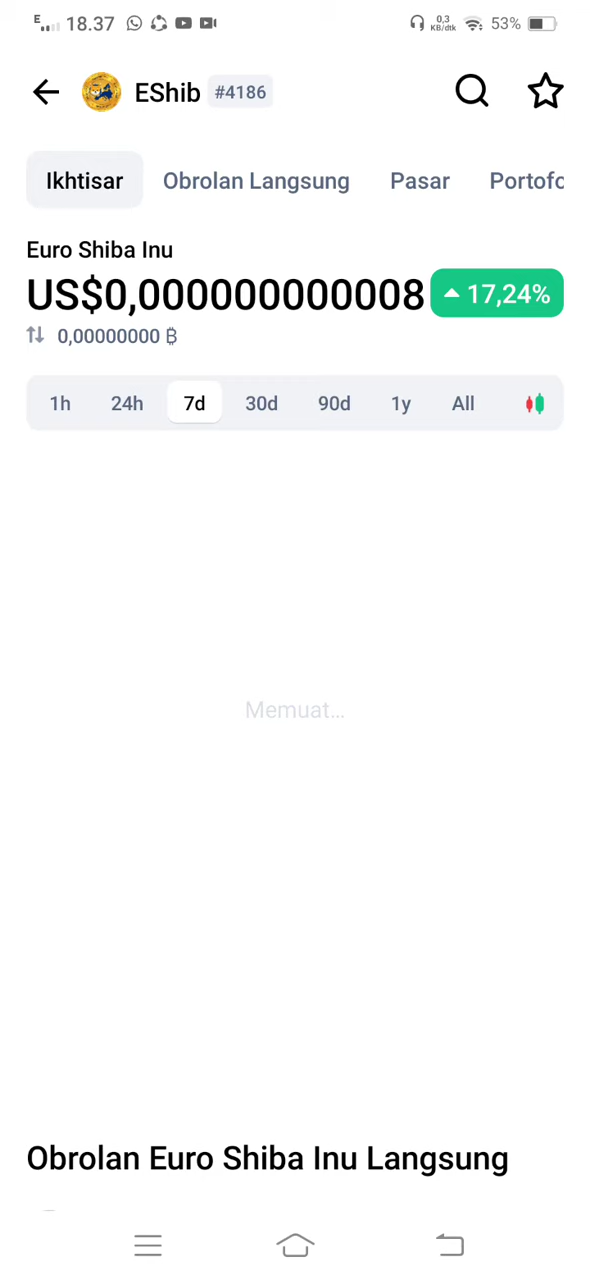 E 18.37 0,3 KB/dtk 53%
EShib #4186
Ikhtisar Obrolan Langsung Pasar Portofo
Euro Shiba Inu
US$0,000000000008 17,24%
0,00000000 ₿
1h 24h 7d 30d 90d 1y All
Memuat...
Obrolan Euro Shiba Inu Langsung